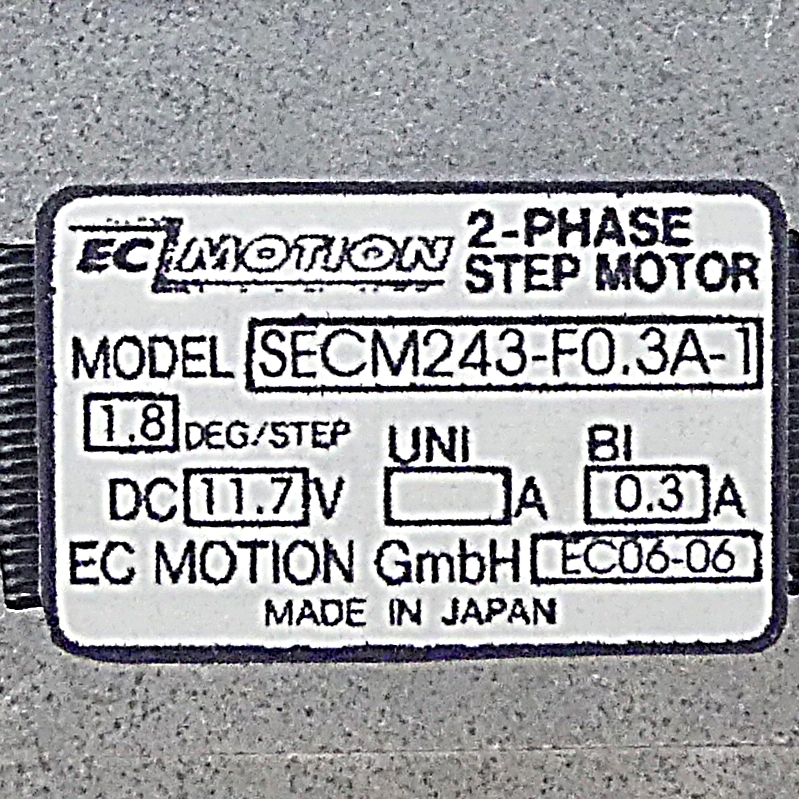 EC MOTION 2-PHASE
STEP MOTOR
MODEL SECM243-F0.3A-1
1.8 DEG/STEP UNI BI
DC 11.7 V A 0.3 A
EC MOTION GmbH EC06-06
MADE IN JAPAN